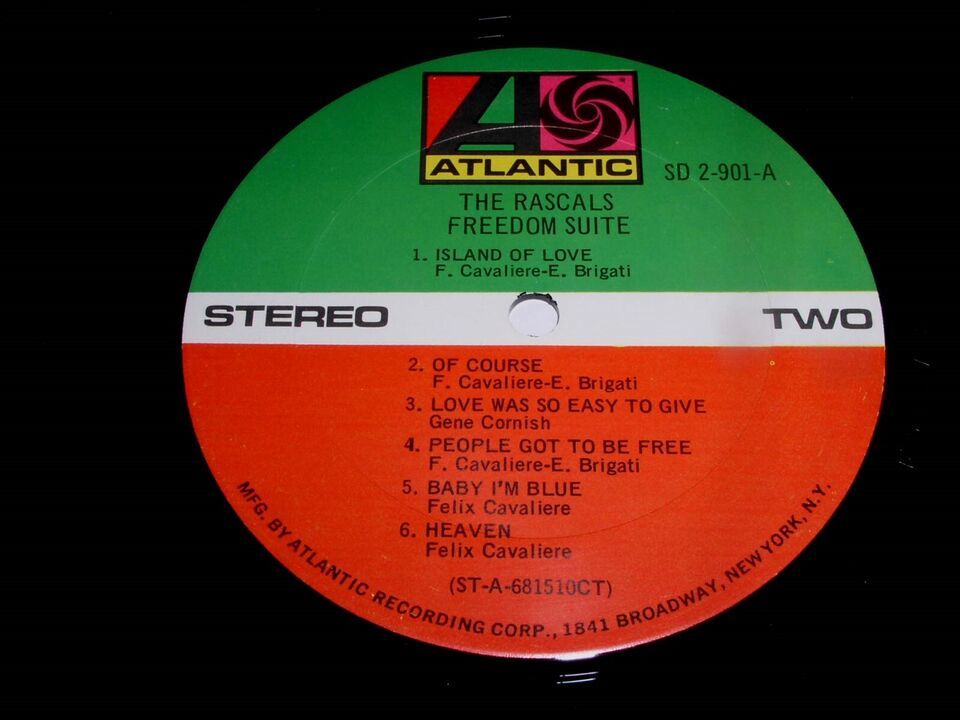 ATLANTIC
SD 2-901-A
THE RASCALS
FREEDOM SUITE
1. ISLAND OF LOVE
F. Cavaliere-E. Brigati
STEREO
TWO
2. OF COURSE
F. Cavaliere-E. Brigati
3. LOVE WAS SO EASY TO GIVE
Gene Cornish
4. PEOPLE GOT TO BE FREE
F. Cavaliere-E. Brigati
5. BABY I'M BLUE
Felix Cavaliere
6. HEAVEN
Felix Cavaliere
(ST-A-681510CT)
MFG. BY ATLANTIC RECORDING CORP., 1841 BROADWAY, NEW YORK, N.Y.